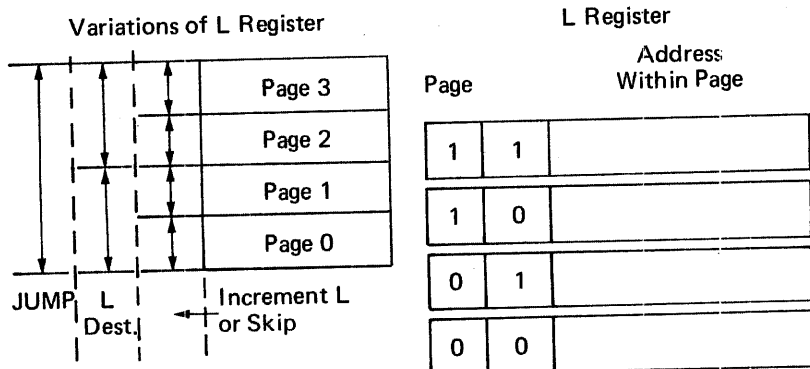 Variations of L Register
Page 3
Page 2
Page 1
Page 0
JUMP
L
Dest.
Increment L
or Skip
L Register
Page
Address
Within Page
1 1
1 0
0 1
0 0